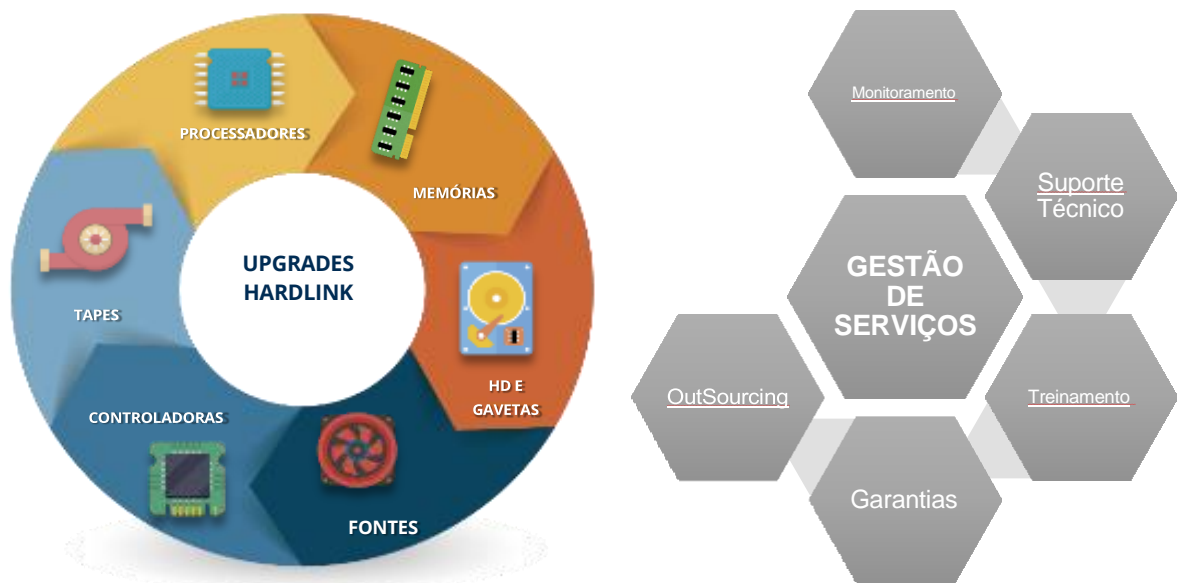 PROCESSADORES
MEMÓRIAS
HD E
GAVETAS
FONTES
CONTROLADORAS
TAPES
UPGRADES
HARDLINK
Monitoramento
Suporte
Técnico
GESTÃO
DE
SERVIÇOS
Treinamento
Garantias
OutSourcing